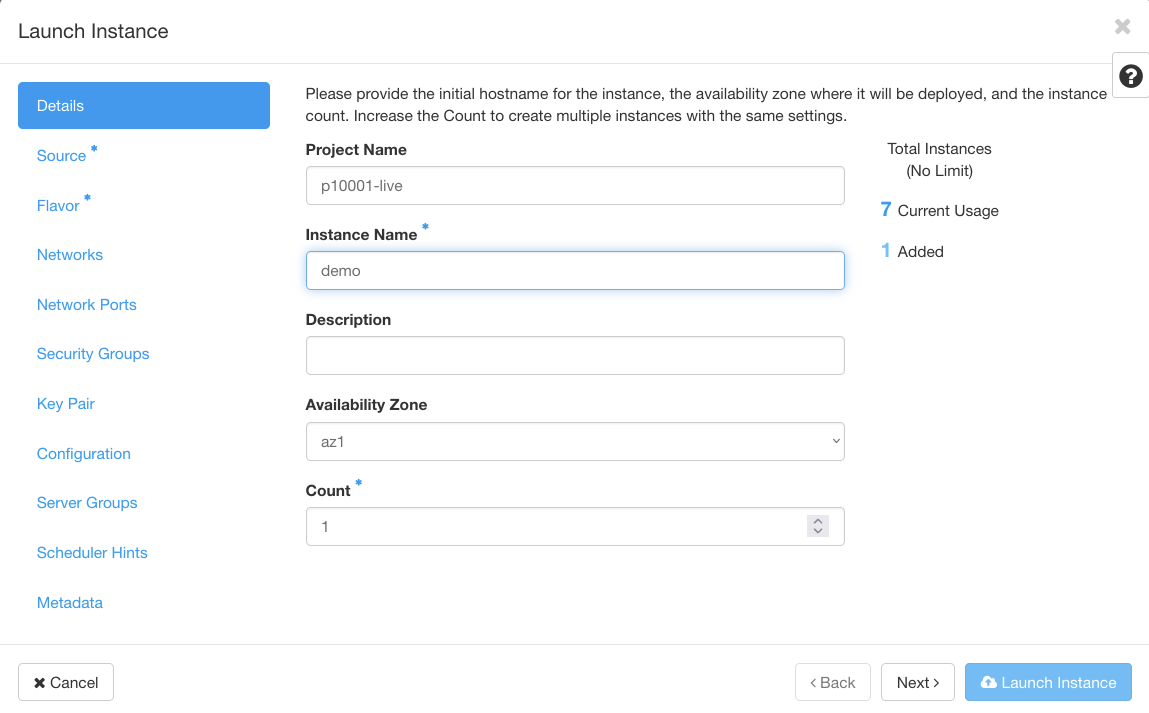 Launch Instance
Details
Source *
Flavor *
Networks
Network Ports
Security Groups
Key Pair
Configuration
Server Groups
Scheduler Hints
Metadata
Please provide the initial hostname for the instance, the availability zone where it will be deployed, and the instance
count. Increase the Count to create multiple instances with the same settings.
Project Name
p10001-live
Instance Name *
demo
Description
Availability Zone
az1
Count *
1
Total Instances
(No Limit)
7 Current Usage
1 Added
✖ Cancel
‹ Back
Next ›
Launch Instance